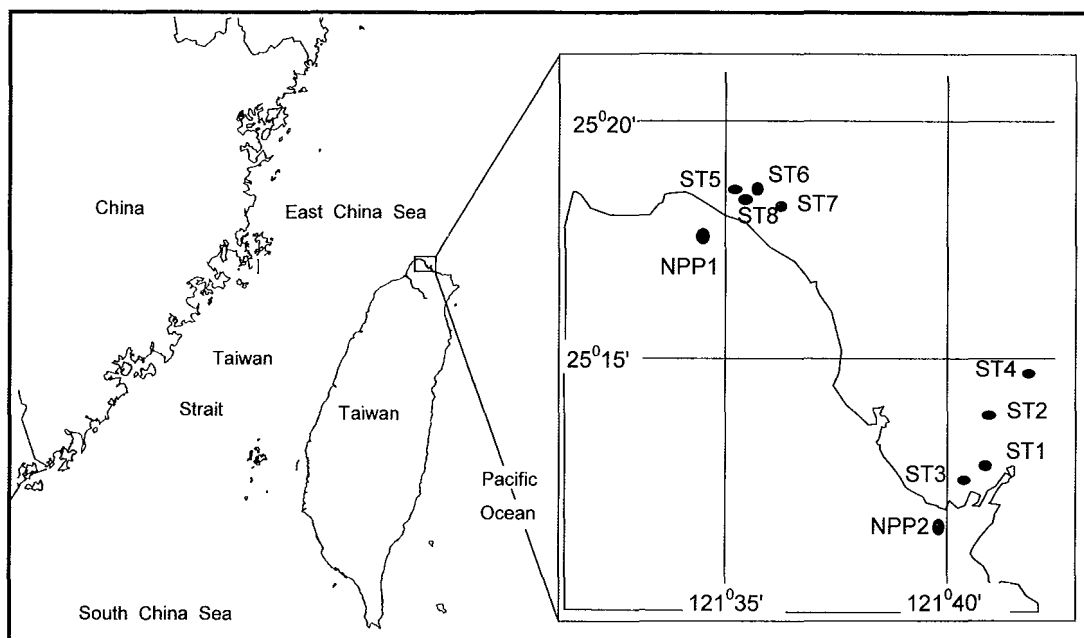 China
East China Sea
Taiwan
Strait
Taiwan
Pacific
Ocean
South China Sea
25⁰20'
ST5
ST6
ST8
ST7
NPP1
25⁰15'
ST4
ST2
ST1
ST3
NPP2
121⁰35'
121⁰40'